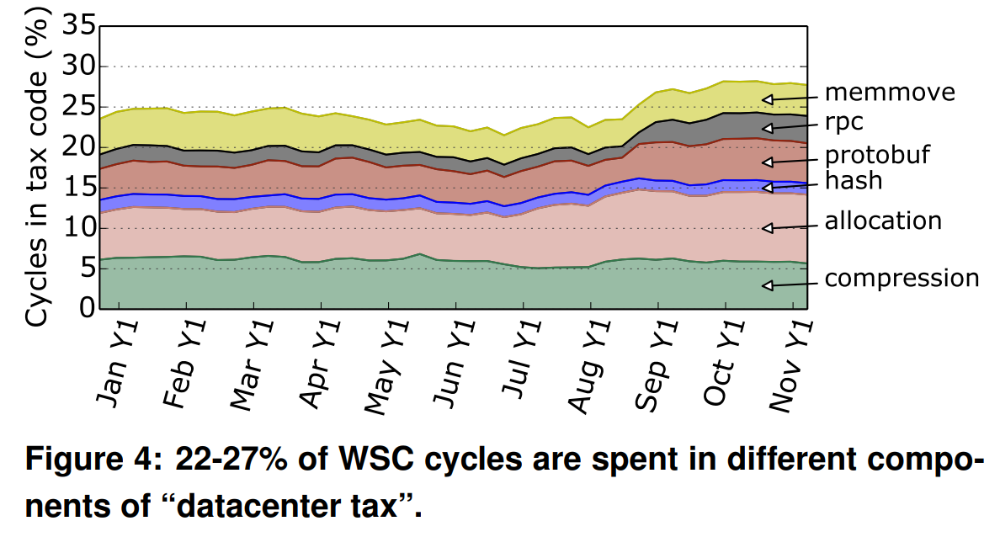 Cycles in tax code (%)
35
30
25
20
15
10
5
0
memmove
rpc
protobuf
hash
allocation
compression
Jan Y1
Feb Y1
Mar Y1
Apr Y1
May Y1
Jun Y1
Jul Y1
Aug Y1
Sep Y1
Oct Y1
Nov Y1
Figure 4: 22-27% of WSC cycles are spent in different compo-
nents of “datacenter tax”.